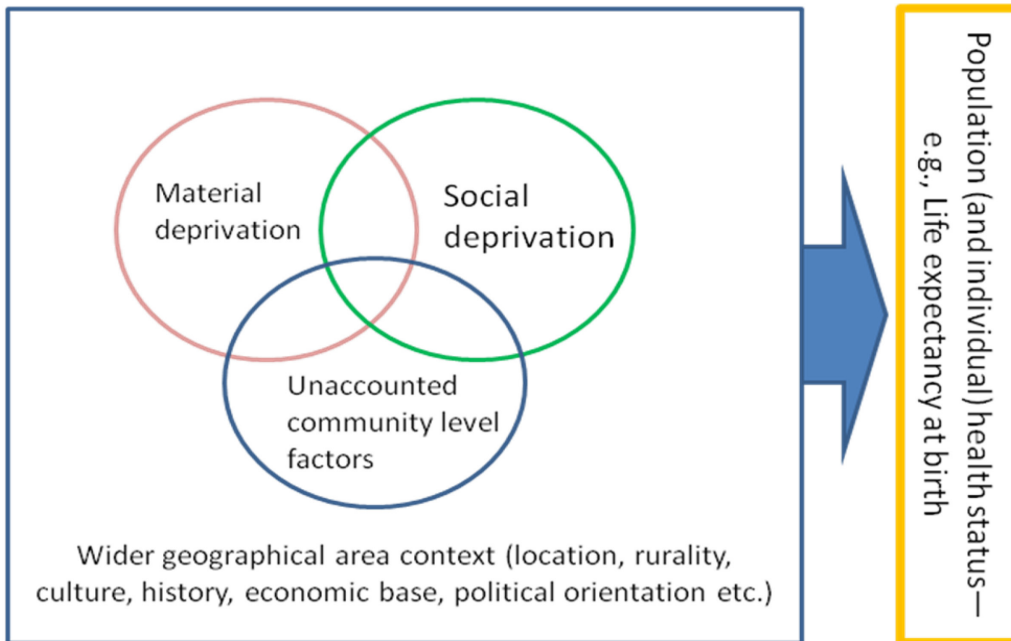 Material
deprivation
Social
deprivation
Unaccounted
community level
factors
Wider geographical area context (location, rurality,
culture, history, economic base, political orientation etc.)
Population (and individual) health status—
e.g., Life expectancy at birth